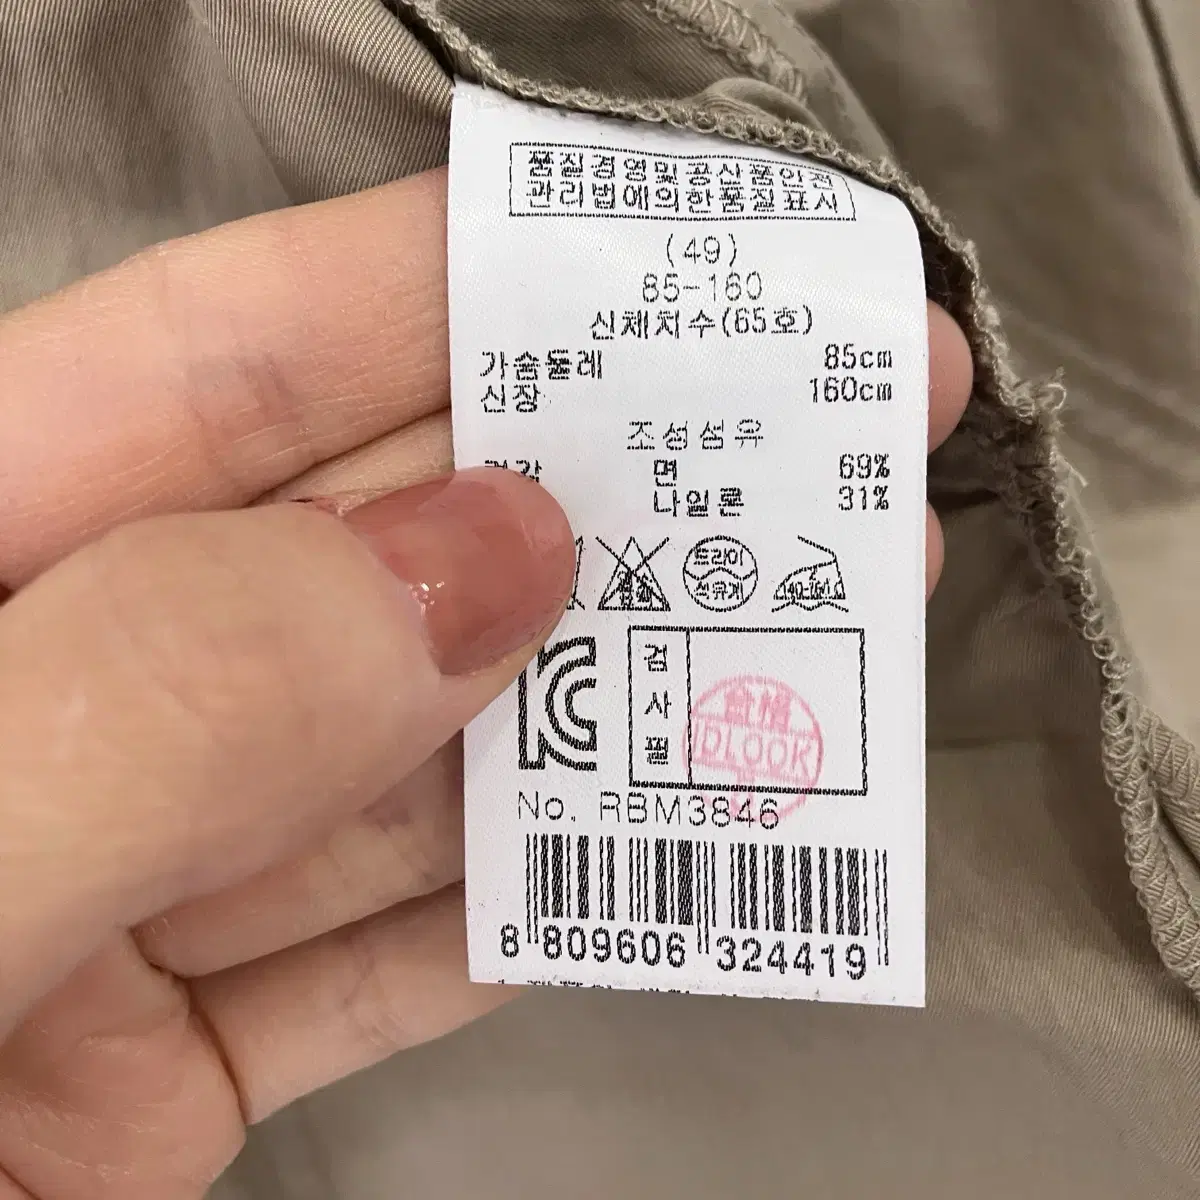 품질경영및공산품안전
관리법에의한품질표시
(49)
85-160
신체치수(65호)
가슴둘레 85cm
신장 160cm
조성섬유
겉감 면 69%
나일론 31%
드라이
석유계
검사필
IDLOOK
No. RBM3846
8 809606 324419